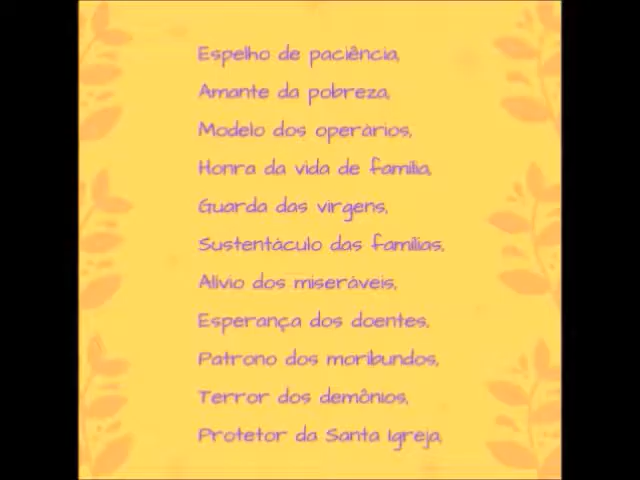 Espelho de paciência,
Amante da pobreza,
Modelo dos operários,
Honra da vida de família,
Guarda das virgens,
Sustentáculo das famílias,
Alívio dos miseráveis,
Esperança dos doentes,
Patrono dos moribundos,
Terror dos demônios,
Protetor da Santa Igreja,